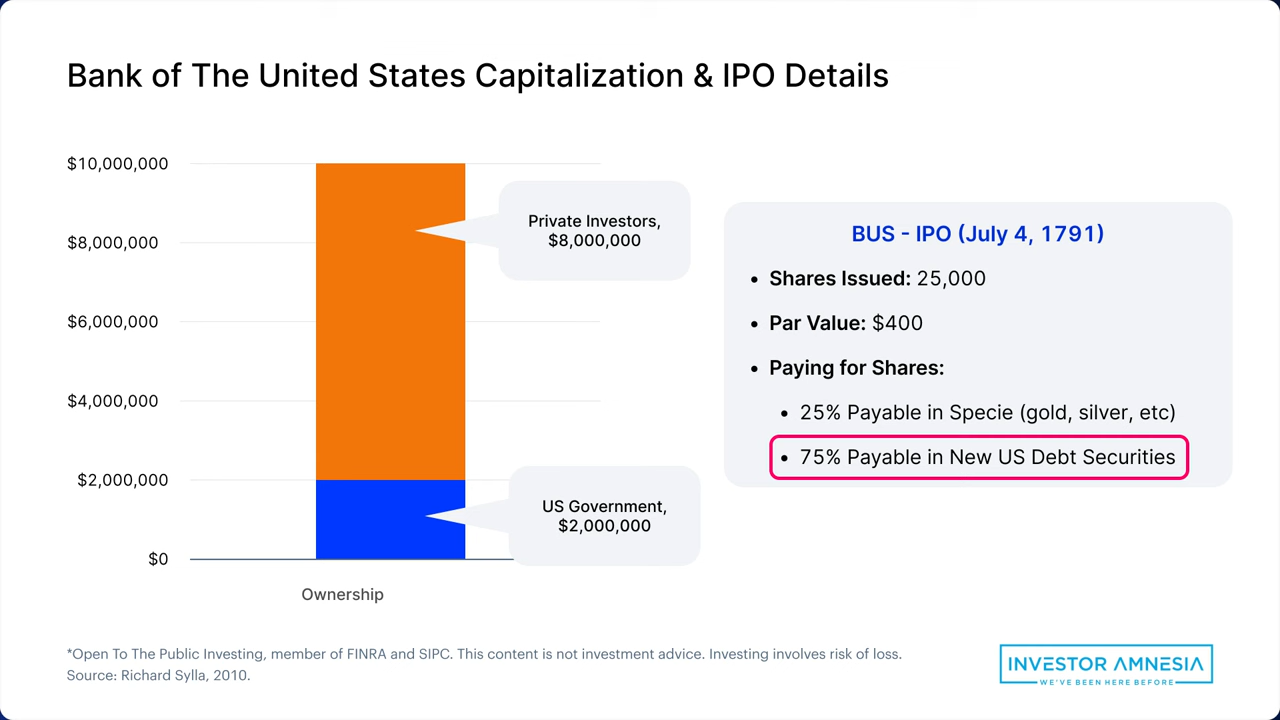 Bank of The United States Capitalization & IPO Details
$10,000,000
$8,000,000
$6,000,000
$4,000,000
$2,000,000
$0
Private Investors,
$8,000,000
US Government,
$2,000,000
Ownership
BUS - IPO (July 4, 1791)
• Shares Issued: 25,000
• Par Value: $400
• Paying for Shares:
• 25% Payable in Specie (gold, silver, etc)
• 75% Payable in New US Debt Securities
*Open To The Public Investing, member of FINRA and SIPC. This content is not investment advice. Investing involves risk of loss.
Source: Richard Sylla, 2010.
INVESTOR AMNESIA
WE'VE BEEN HERE BEFORE